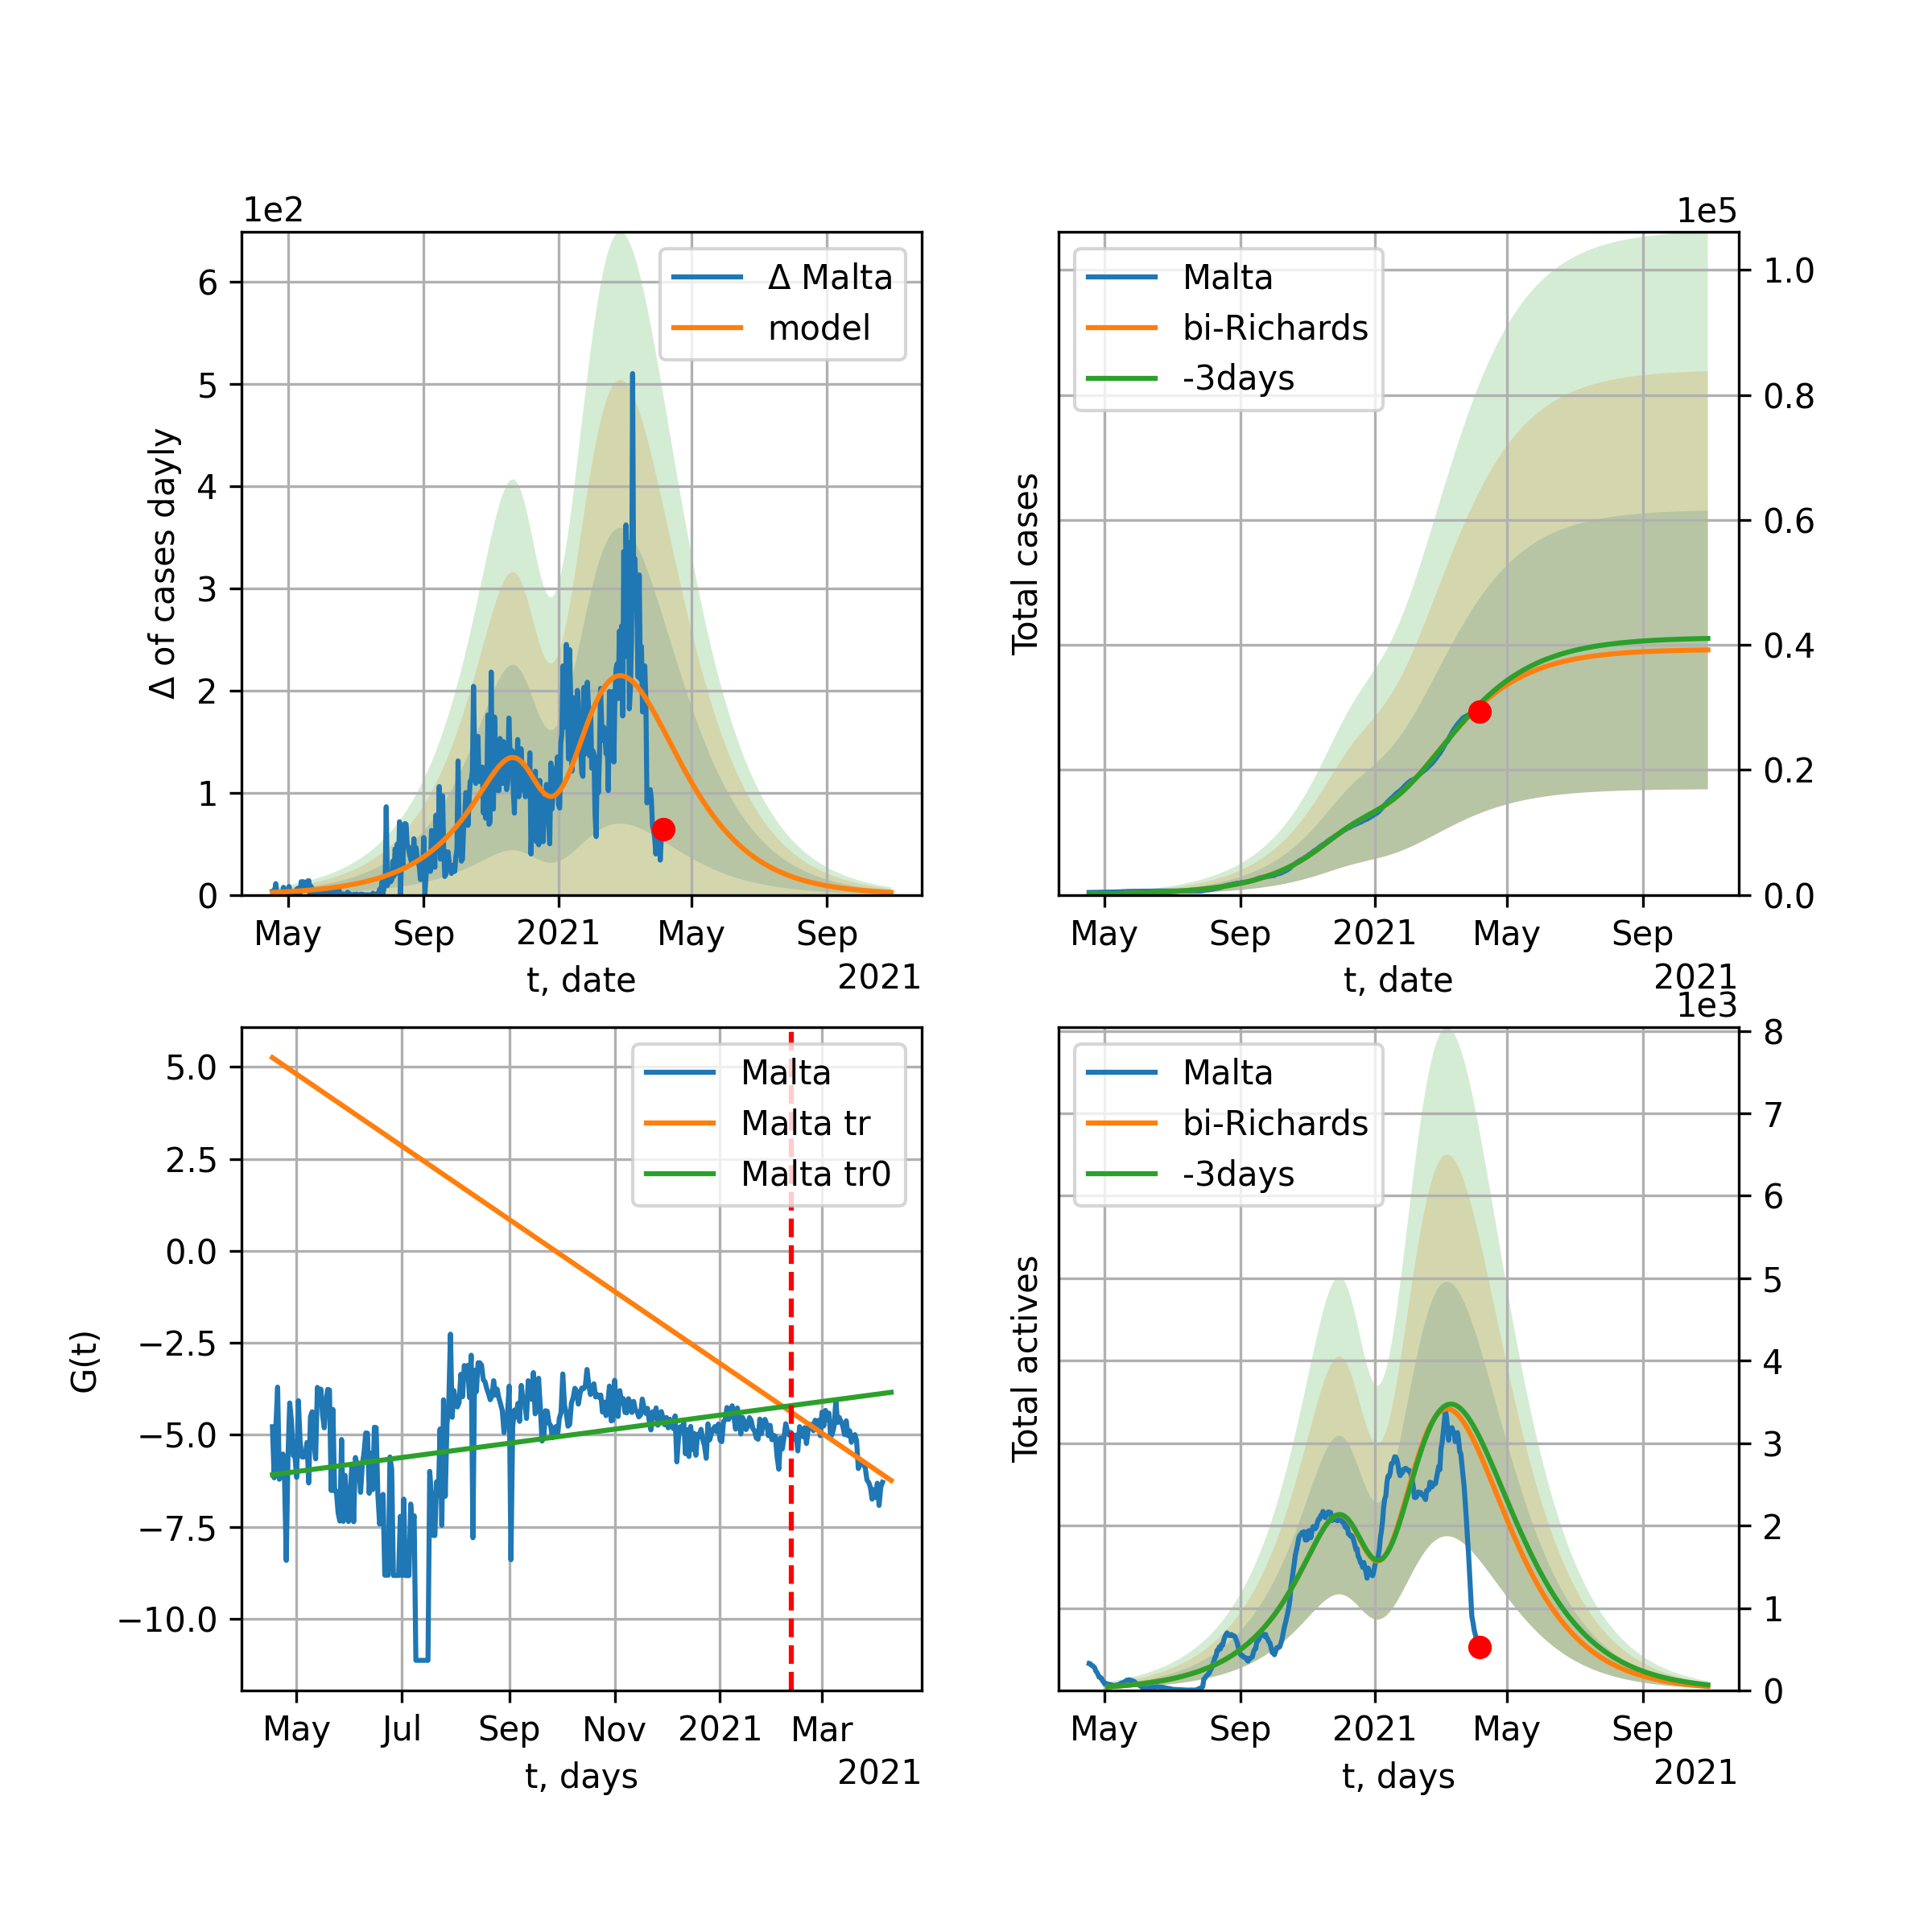 1e2
Δ of cases dayly
6
5
4
3
2
1
0
Δ Malta
model
May
Sep
2021
May
Sep
t, date
2021
1e5
Total cases
Malta
bi-Richards
-3days
1.0
0.8
0.6
0.4
0.2
0.0
May
Sep
2021
May
Sep
t, date
2021
G(t)
5.0
2.5
0.0
−2.5
−5.0
−7.5
−10.0
Malta
Malta tr
Malta tr0
May
Jul
Sep
Nov
2021
Mar
t, days
2021
1e3
Total actives
Malta
bi-Richards
-3days
8
7
6
5
4
3
2
1
0
May
Sep
2021
May
Sep
t, days
2021